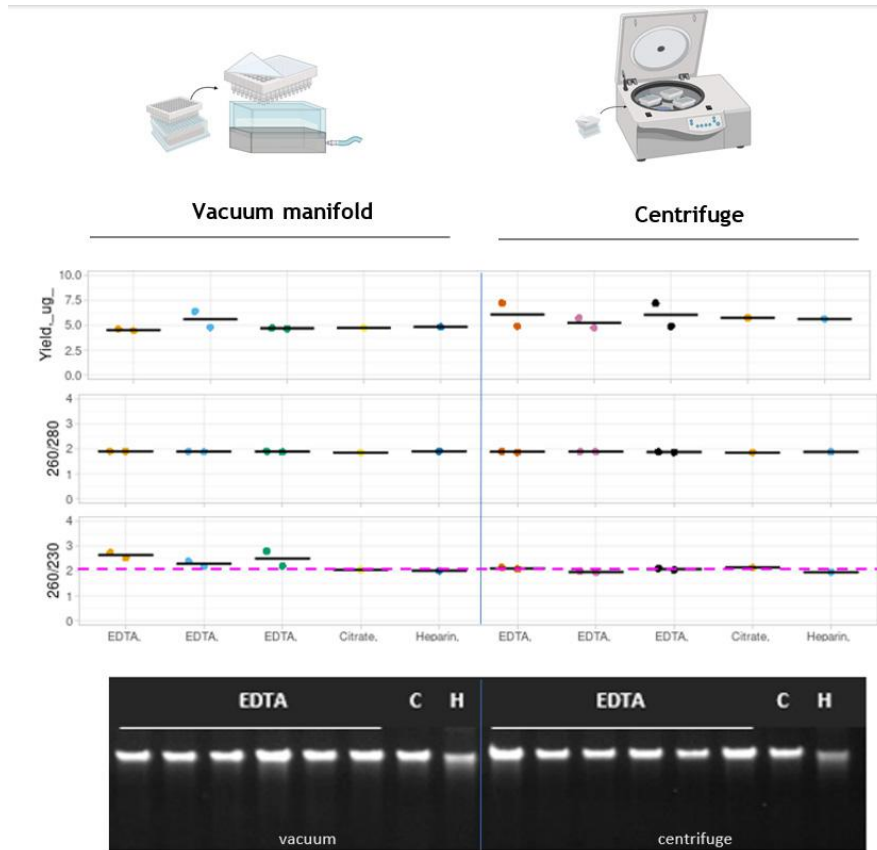 Vacuum manifold
Centrifuge
Yield._ug_
10.0
7.5
5.0
2.5
0.0
260/280
4
3
2
1
0
260/230
4
3
2
1
0
EDTA. EDTA. EDTA. Citrate. Heparin. EDTA. EDTA. EDTA. Citrate. Heparin.
EDTA C H EDTA C H
vacuum centrifuge